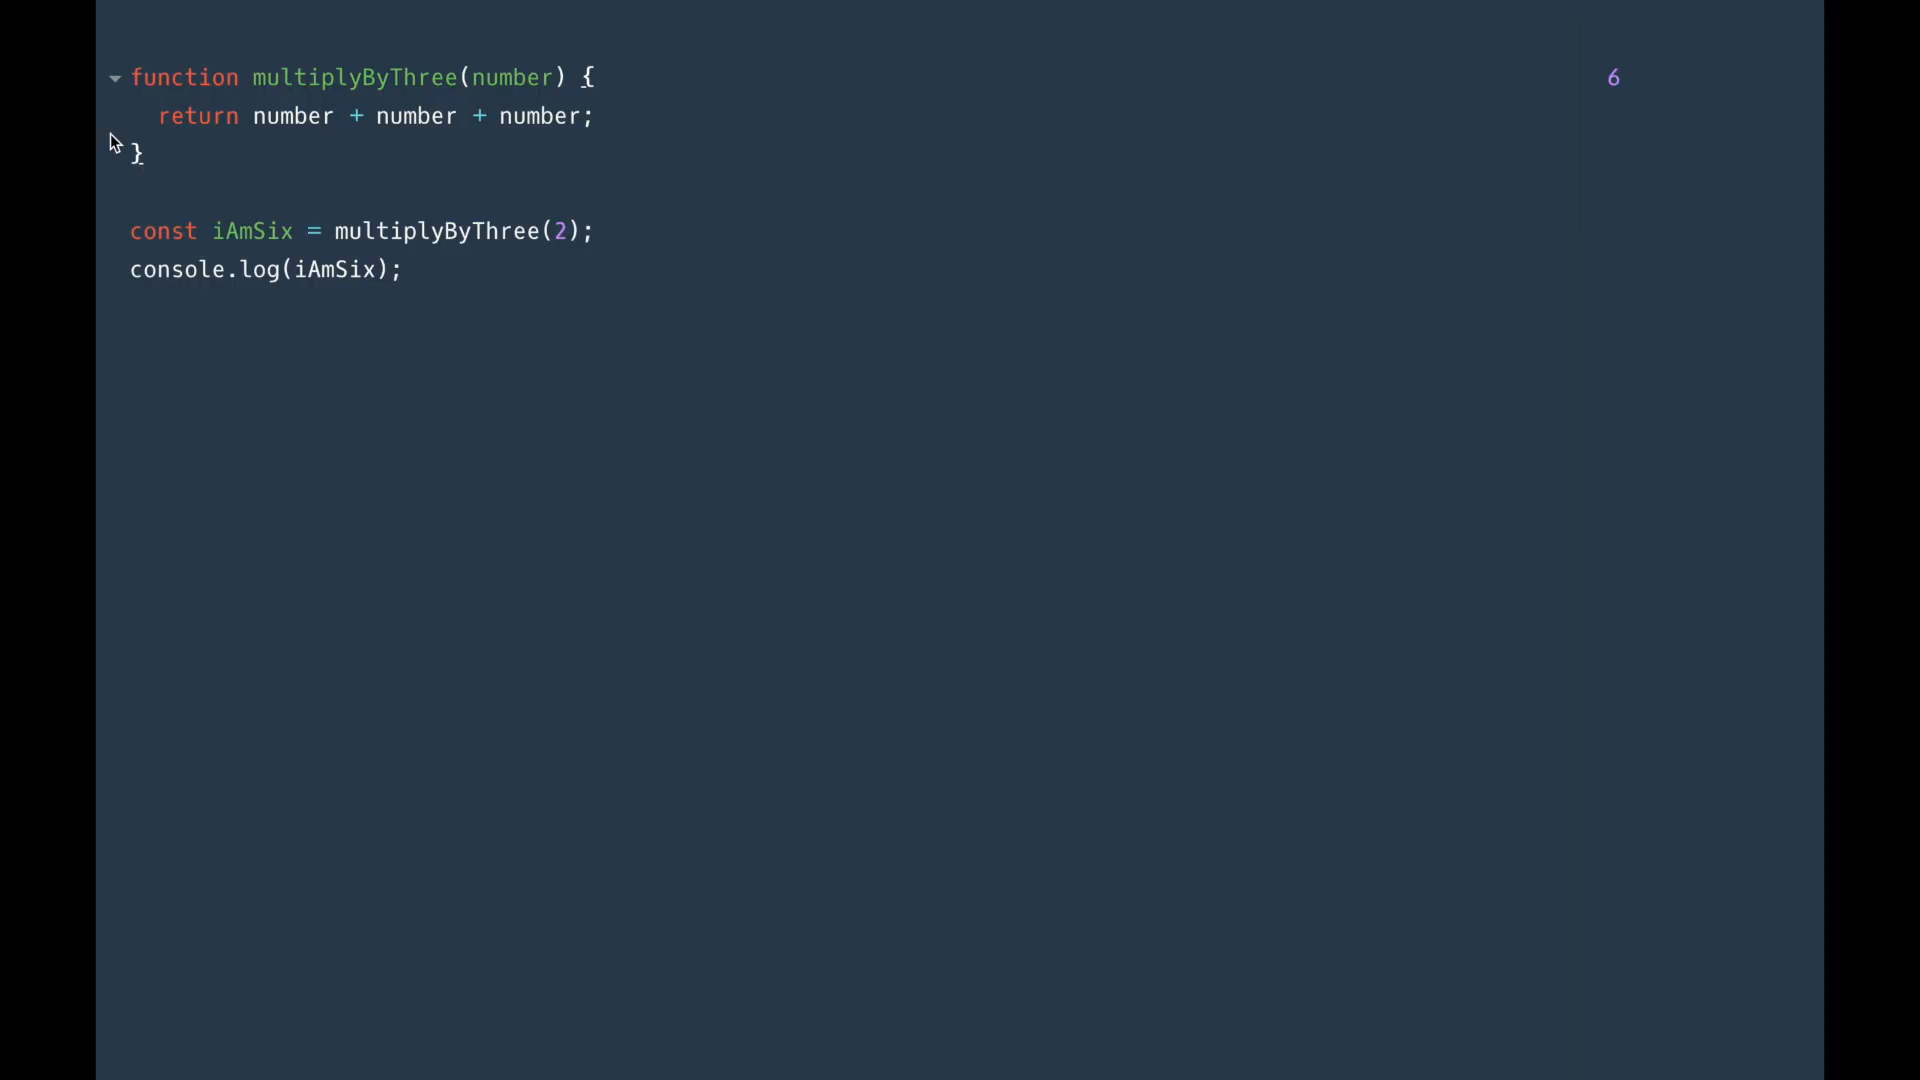 function multiplyByThree(number) {
  return number + number + number;
}
const iAmSix = multiplyByThree(2);
console.log(iAmSix);
6